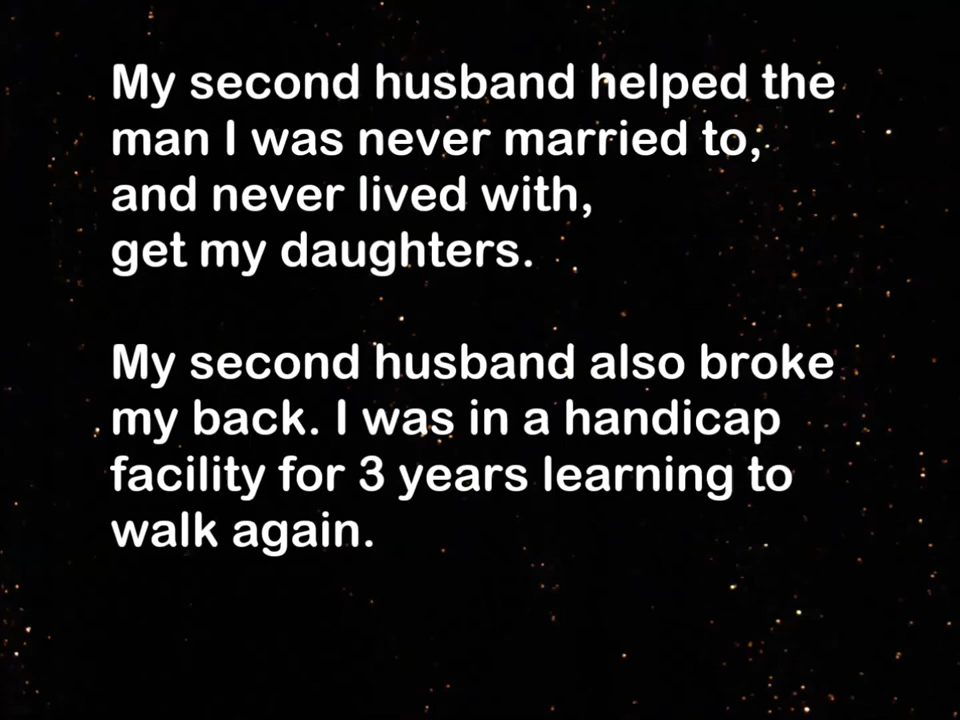 My second husband helped the
man I was never married to,
and never lived with,
get my daughters.
My second husband also broke
my back. I was in a handicap
facility for 3 years learning to
walk again.